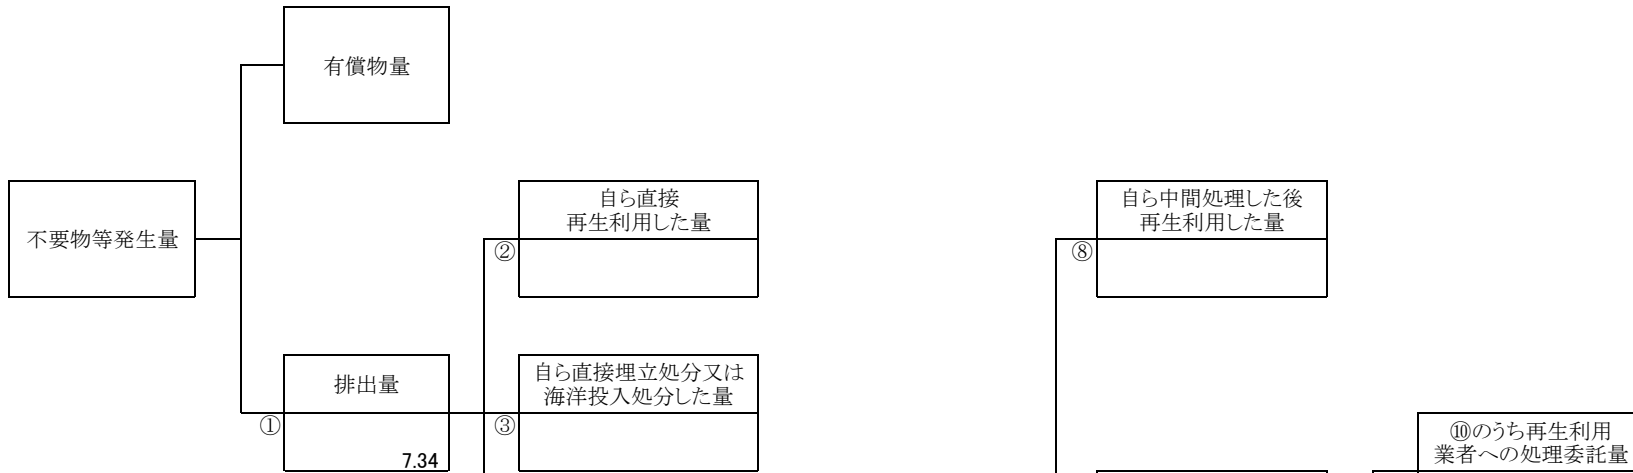 有償物量
不要物等発生量
自ら直接
再生利用した量
②
自ら中間処理した後
再生利用した量
⑧
排出量
①
7.34
自ら直接埋立処分又は
海洋投入処分した量
③
⑩のうち再生利用
業者への処理委託量